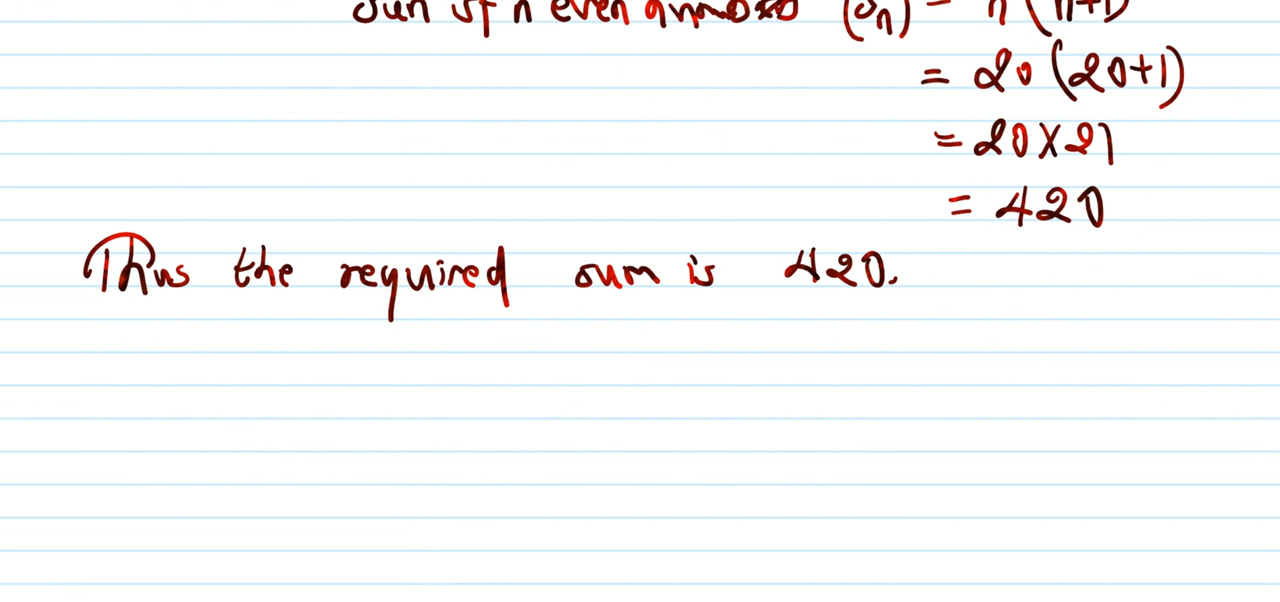 Sum of n even numbers (Sn) = n (n+1)
= 20 (20+1)
= 20 X 21
= 420
Thus the required sum is 420.